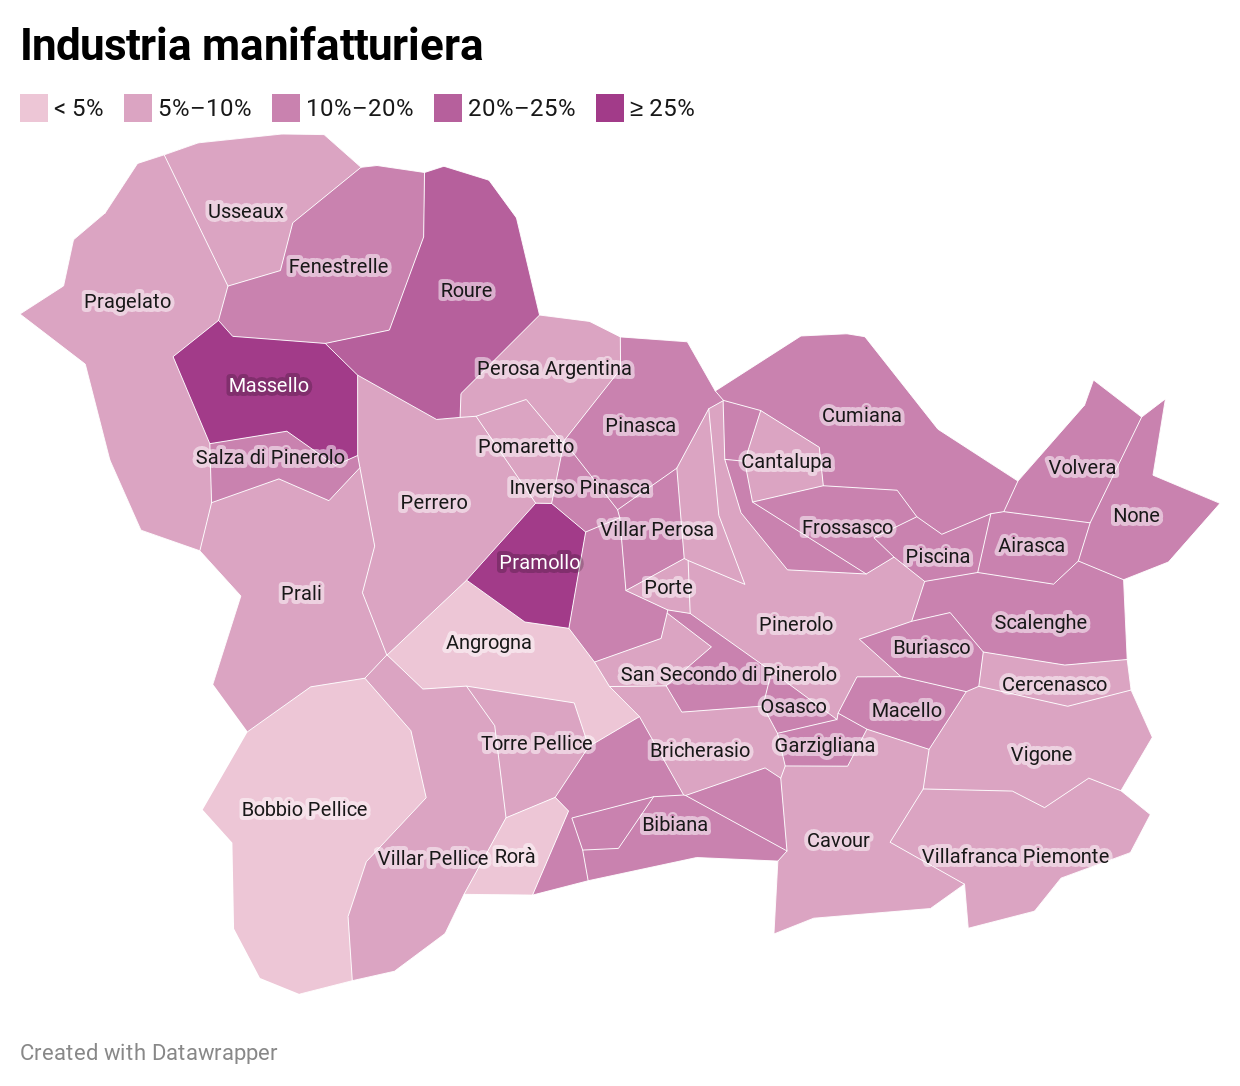 Industria manifatturiera
< 5% 5%–10% 10%–20% 20%–25% ≥ 25%
Usseaux
Fenestrelle
Roure
Pragelato
Perosa Argentina
Massello
Cumiana
Pinasca
Pomaretto
Salza di Pinerolo
Cantalupa
Volvera
Inverso Pinasca
Perrero
None
Villar Perosa
Frossasco
Airasca
Piscina
Pramollo
Porte
Prali
Scalenghe
Pinerolo
Angrogna
Buriasco
San Secondo di Pinerolo
Cercenasco
Osasco
Macello
Torre Pellice
Garzigliana
Bricherasio
Vigone
Bobbio Pellice
Bibiana
Cavour
Villar Pellice
Rorà
Villafranca Piemonte
Created with Datawrapper